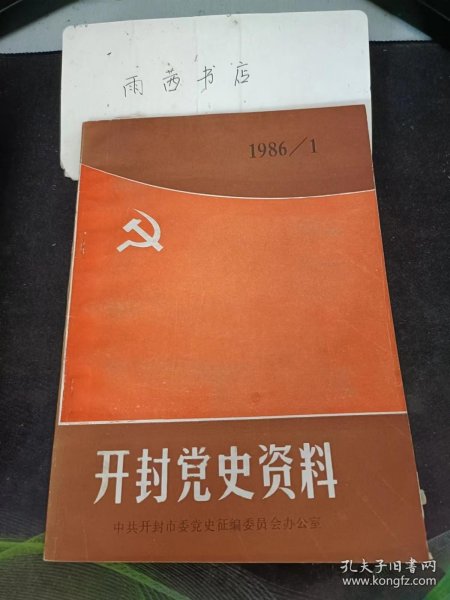 雨茜书店
1986/1
开封党史资料
中共开封市委党史征编委员会办公室
孔夫子旧书网
www.kongfz.com